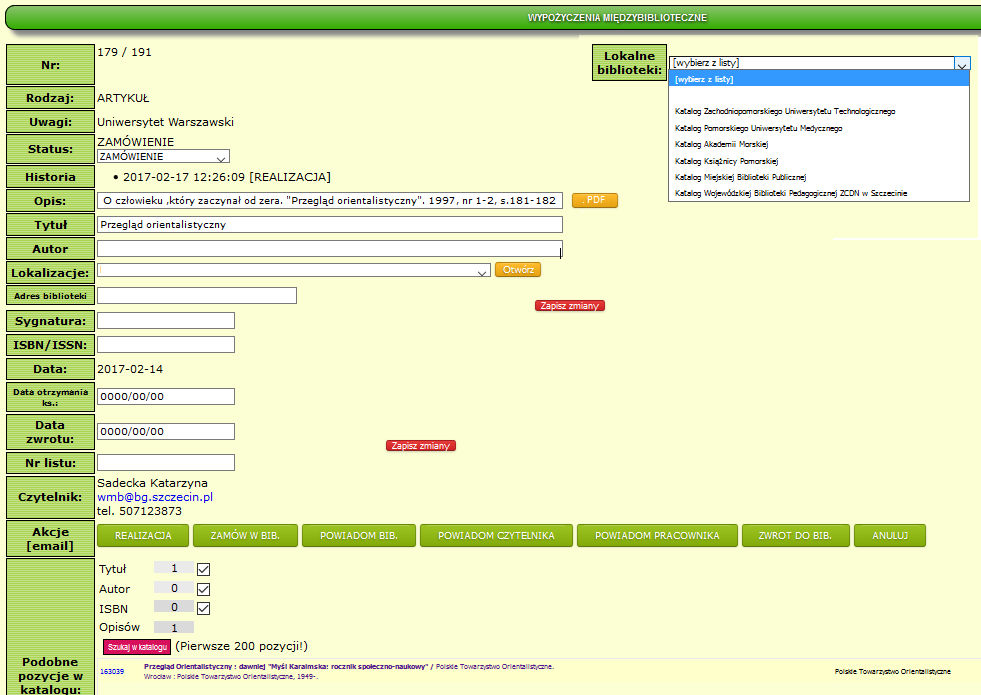 WYPOŻYCZENIA MIĘDZYBIBLIOTECZNE
Nr:
179 / 191
Lokalne
biblioteki:
[wybierz z listy]
[wybierz z listy]
Katalog Zachodniopomorskiego Uniwersytetu Technologicznego
Katalog Pomorskiego Uniwersytetu Medycznego
Katalog Akademii Morskiej
Katalog Książnicy Pomorskiej
Katalog Miejskiej Biblioteki Publicznej
Katalog Wojewódzkiej Biblioteki Pedagogicznej ZCDN w Szczecinie
Rodzaj: ARTYKUŁ
Uwagi: Uniwersytet Warszawski
Status: ZAMÓWIENIE
ZAMÓWIENIE
Historia • 2017-02-17 12:26:09 [REALIZACJA]
Opis: O człowieku ,który zaczynał od zera. "Przegląd orientalistyczny". 1997, nr 1-2, s.181-182 . PDF
Tytuł Przegląd orientalistyczny
Autor
Lokalizacje: Otwórz
Adres biblioteki
Zapisz zmiany
Sygnatura:
ISBN/ISSN:
Data: 2017-02-14
Data otrzymania
ks.: 0000/00/00
Data
zwrotu: 0000/00/00
Zapisz zmiany
Nr listu:
Czytelnik: Sadecka Katarzyna
wmb@bg.szczecin.pl
tel. 507123873
Akcje
[email] REALIZACJA ZAMÓW W BIB. POWIADOM BIB. POWIADOM CZYTELNIKA POWIADOM PRACOWNIKA ZWROT DO BIB. ANULUJ
Tytuł 1
Autor 0
ISBN 0
Opisów 1
Szukaj w katalogu (Pierwsze 200 pozycji!)
Podobne
pozycje w
katalogu:
163039 Przegląd Orientalistyczny : dawniej "Myśl Karaimska: rocznik społeczno-naukowy" / Polskie Towarzystwo Orientalistyczne. Polskie Towarzystwo Orientalistyczne
Wrocław : Polskie Towarzystwo Orientalistyczne, 1949-.